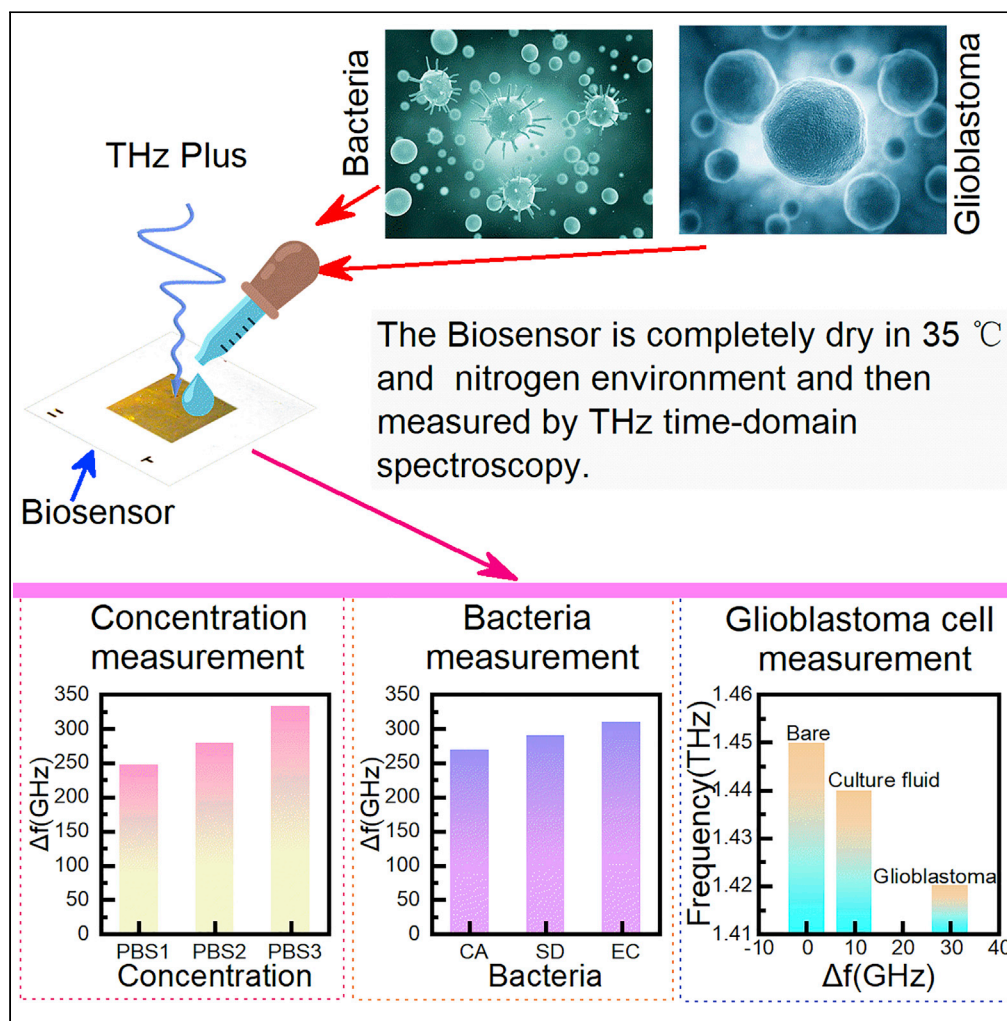 THz Plus
Bacteria
Glioblastoma
The Biosensor is completely dry in 35 ℃
and nitrogen environment and then
measured by THz time-domain
spectroscopy.
Biosensor
Concentration
measurement
350
300
250
200
150
100
50
0
Δf(GHz)
PBS1 PBS2 PBS3
Concentration
Bacteria
measurement
350
300
250
200
150
100
50
0
Δf(GHz)
CA SD EC
Bacteria
Glioblastoma cell
measurement
1.46
1.45
1.44
1.43
1.42
1.41
Frequency(THz)
Bare
Culture fluid
Glioblastoma
-10 0 10 20 30 40
Δf(GHz)